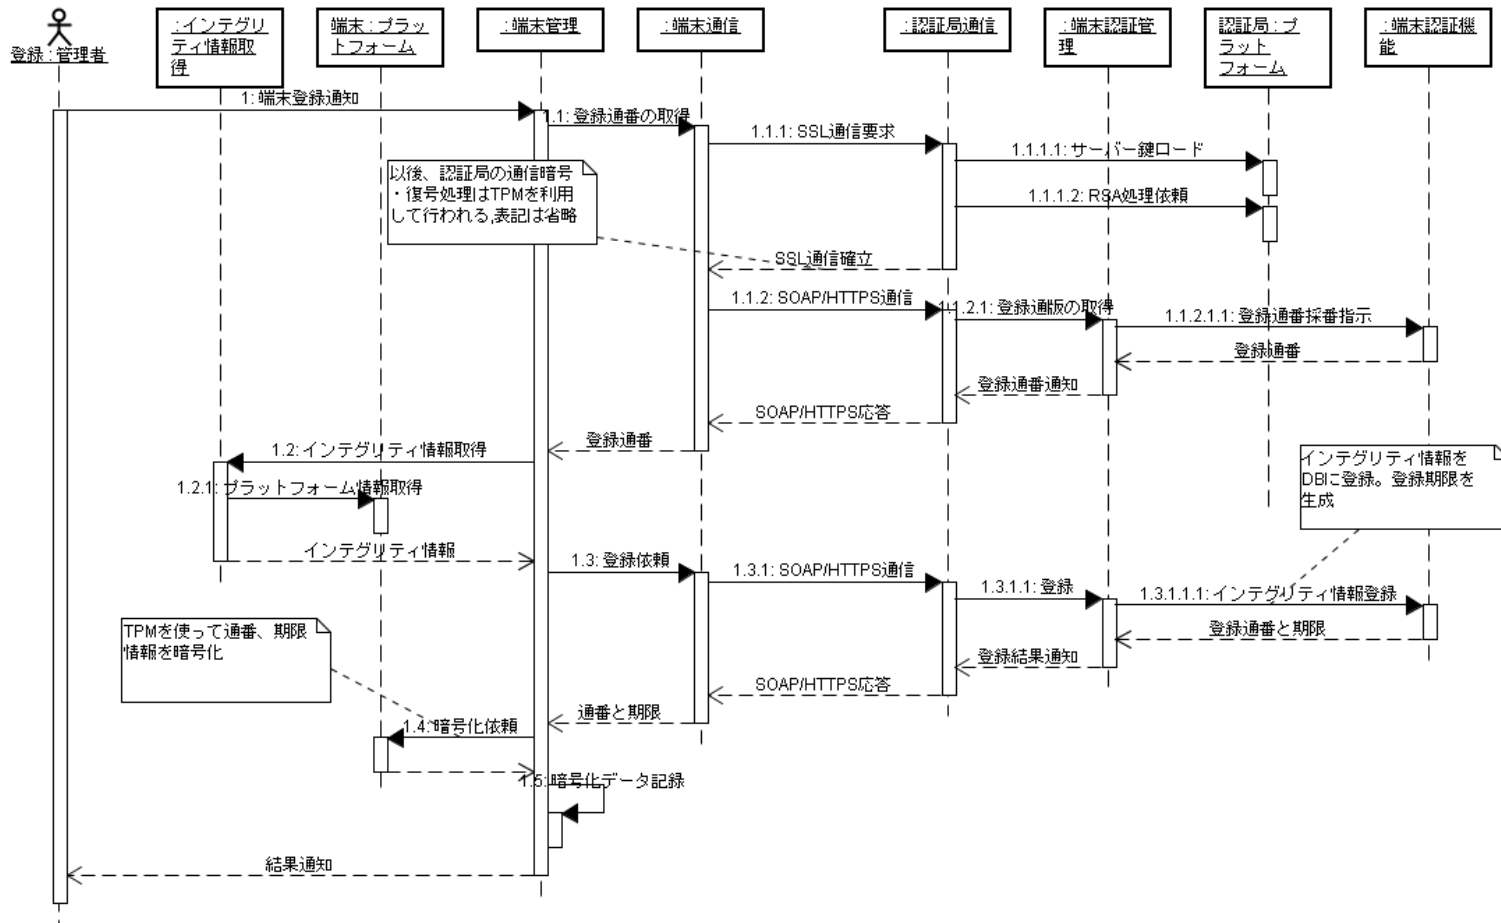 :インテグリ
ティ情報取
得
端末:プラッ
トフォーム
:端末管理
:端末通信
:認証局通信
:端末認証管
理
認証局:プ
ラット
フォーム
:端末認証機
能
登録:管理者
1: 端末登録通知
1.1: 登録通番の取得
1.1.1: SSL通信要求
1.1.1.1: サーバー鍵ロード
以後、認証局の通信暗号
・復号処理はTPMを利用
して行われる,表記は省略
1.1.1.2: RSA処理依頼
SSL通信確立
1.1.2: SOAP/HTTPS通信
1.1.2.1: 登録通版の取得
1.1.2.1.1: 登録通番採番指示
登録通番
登録通番通知
SOAP/HTTPS応答
登録通番
1.2: インテグリティ情報取得
インテグリティ情報を
DBに登録。登録期限を
生成
1.2.1: プラットフォーム情報取得
インテグリティ情報
1.3: 登録依頼
1.3.1: SOAP/HTTPS通信
1.3.1.1: 登録
1.3.1.1.1: インテグリティ情報登録
TPMを使って通番、期限
情報を暗号化
登録通番と期限
登録結果通知
SOAP/HTTPS応答
通番と期限
1.4: 暗号化依頼
1.5: 暗号化データ記録
結果通知